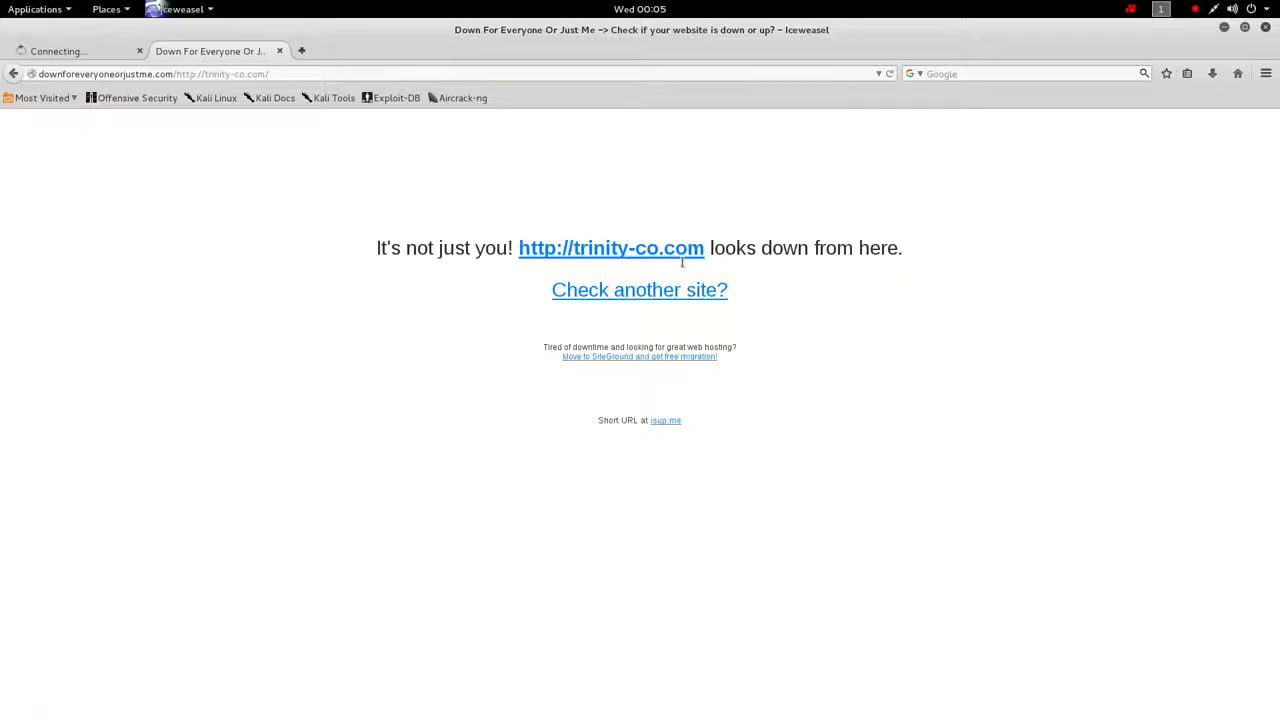 Applications Places Iceweasel Wed 00:05 1
Down For Everyone Or Just Me -> Check if your website is down or up? - Iceweasel
Connecting... Down For Everyone Or J...
downforeveryoneorjustme.com/http://trinity-co.com/ Google
Most Visited Offensive Security Kali Linux Kali Docs Kali Tools Exploit-DB Aircrack-ng
It's not just you! http://trinity-co.com looks down from here.
Check another site?
Tired of downtime and looking for great web hosting?
Move to SiteGround and get free migration!
Short URL at isup.me